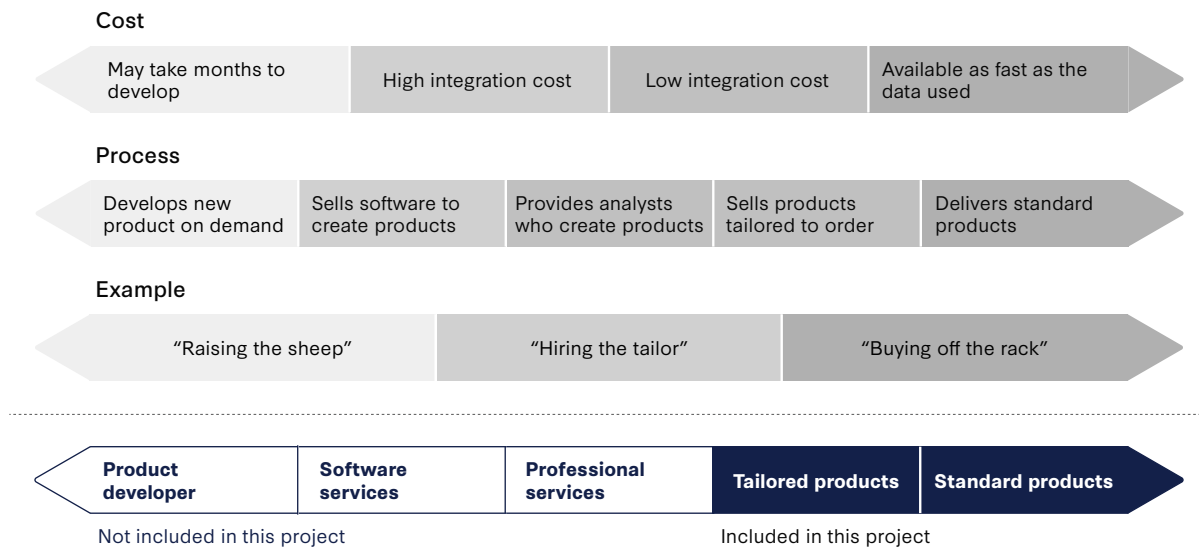 Cost
May take months to
develop
High integration cost
Low integration cost
Available as fast as the
data used
Process
Develops new
product on demand
Sells software to
create products
Provides analysts
who create products
Sells products
tailored to order
Delivers standard
products
Example
“Raising the sheep”
“Hiring the tailor”
“Buying off the rack”
Product
developer
Software
services
Professional
services
Tailored products
Standard products
Not included in this project
Included in this project